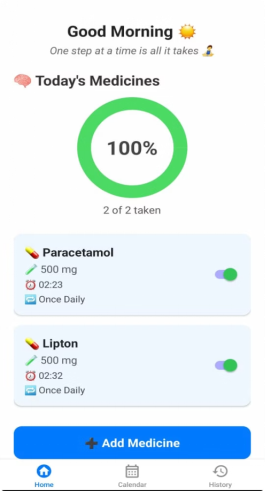 Good Morning ☀️
One step at a time is all it takes 🧘‍♂️
🧠 Today's Medicines
100%
2 of 2 taken
💊 Paracetamol
🧪 500 mg
⏰ 02:23
🔁 Once Daily
💊 Lipton
🧪 500 mg
⏰ 02:32
🔁 Once Daily
➕ Add Medicine
Home Calendar History